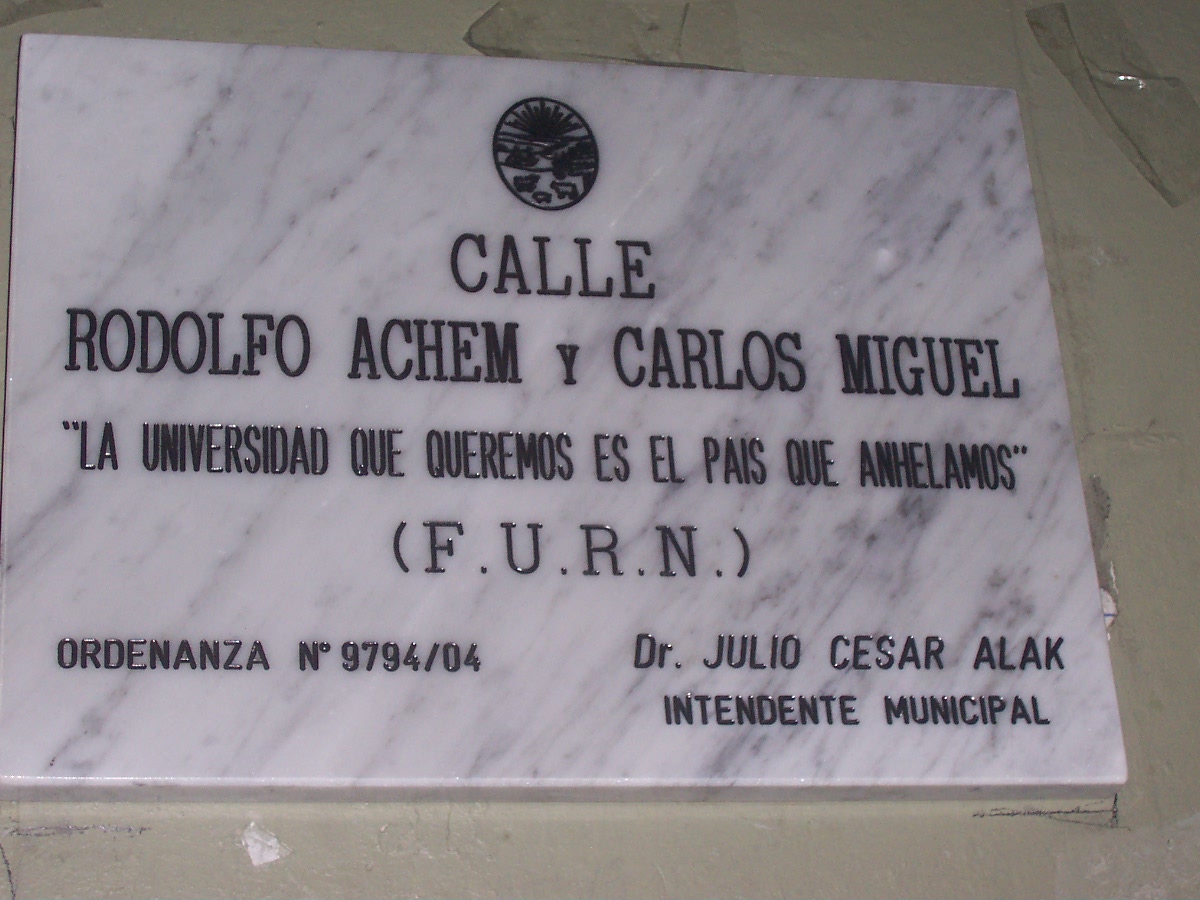 CALLE
RODOLFO ACHEM Y CARLOS MIGUEL
"LA UNIVERSIDAD QUE QUEREMOS ES EL PAIS QUE ANHELAMOS"
(F.U.R.N.)
ORDENANZA N° 9794/04
Dr. JULIO CESAR ALAK
INTENDENTE MUNICIPAL